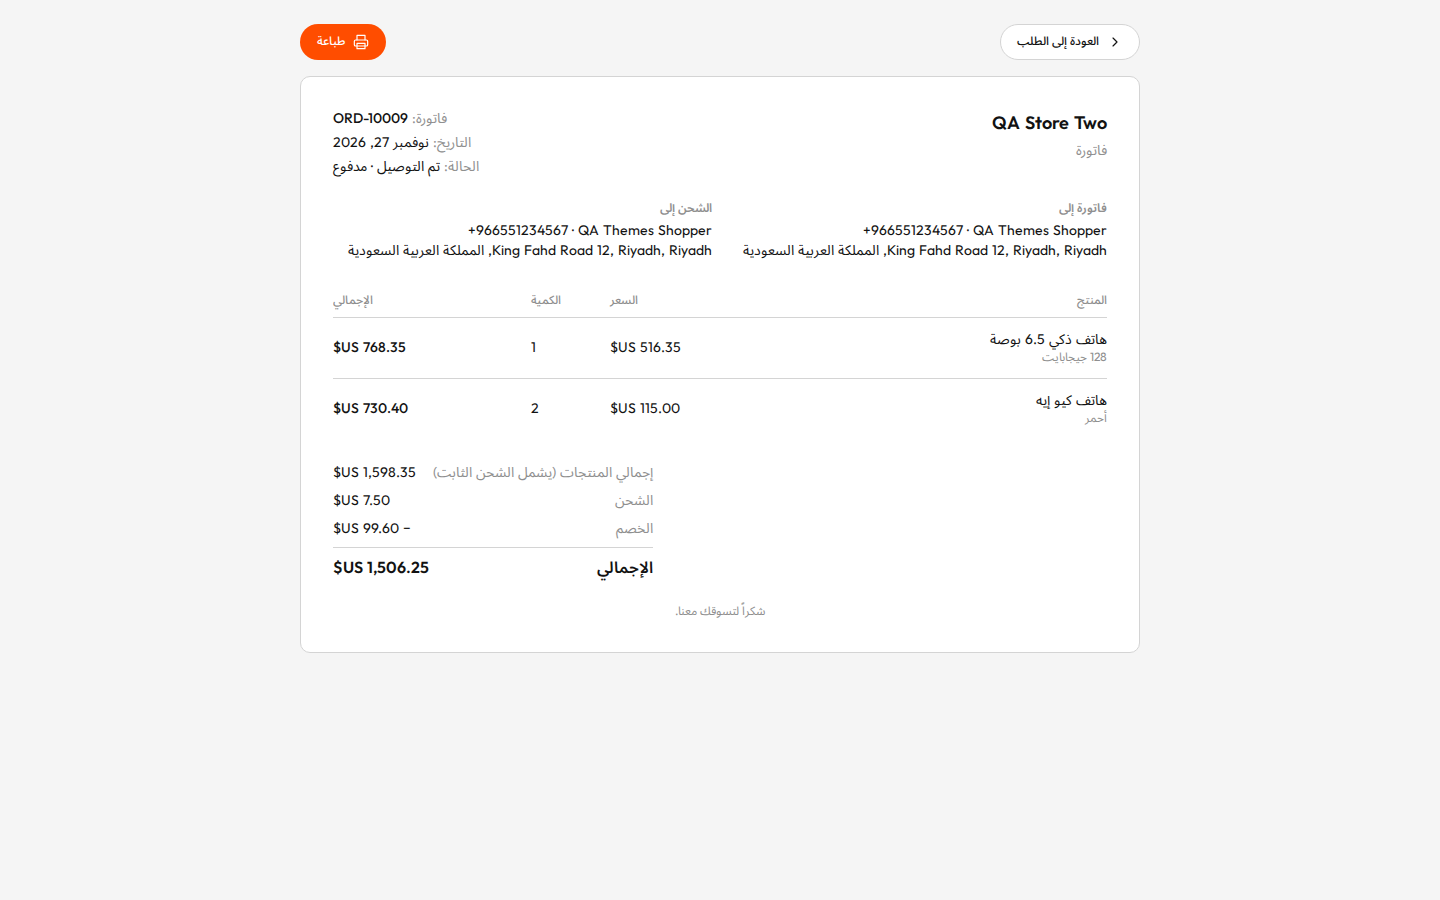 العودة إلى الطلب
طباعة
QA Store Two
فاتورة
فاتورة: ORD-10009
التاريخ: نوفمبر 27, 2026
الحالة: تم التوصيل · مدفوع
فاتورة إلى
QA Themes Shopper · 966551234567+
King Fahd Road 12, Riyadh, Riyadh, المملكة العربية السعودية
الشحن إلى
QA Themes Shopper · 966551234567+
King Fahd Road 12, Riyadh, Riyadh, المملكة العربية السعودية
المنتج السعر الكمية الإجمالي
هاتف ذكي 6.5 بوصة $US 516.35 1 $US 768.35
128 جيجابايت
هاتف كيو إيه $US 115.00 2 $US 730.40
أحمر
إجمالي المنتجات (يشمل الشحن الثابت) $US 1,598.35
الشحن $US 7.50
الخصم $US 99.60 −
الإجمالي $US 1,506.25
شكراً لتسوقك معنا.